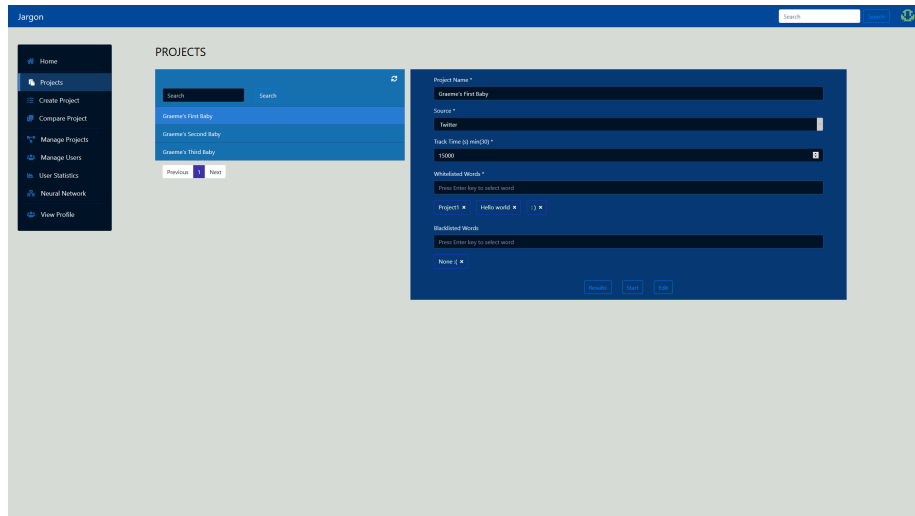 Jargon
Search
Search
Home
Projects
Create Project
Compare Project
Manage Projects
Manage Users
User Statistics
Neural Network
View Profile
PROJECTS
Search
Search
Graeme's First Baby
Graeme's Second Baby
Graeme's Third Baby
Previous 1 Next
Project Name *
Graeme's First Baby
Source *
Twitter
Track Time (s) min(30) *
15000
Whitelisted Words *
Press Enter key to select word
Project1 × Hello world × :) ×
Blacklisted Words
Press Enter key to select word
None :( ×
Results Start Edit